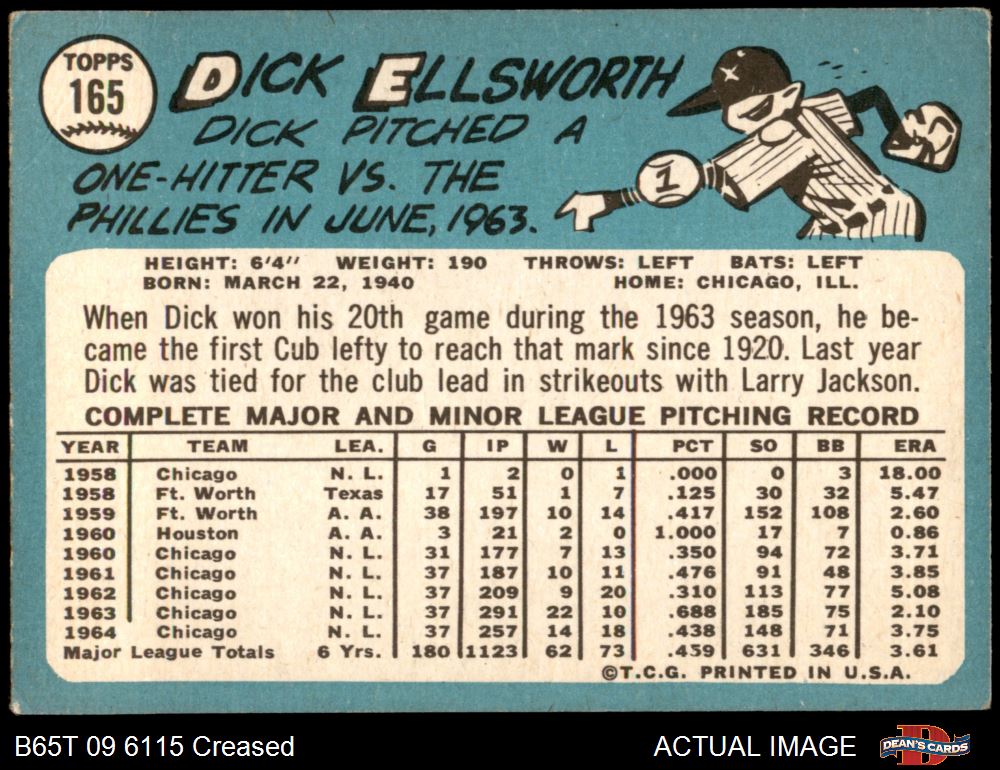 TOPPS
165
DICK ELLSWORTH
DICK PITCHED A
ONE-HITTER VS. THE
PHILLIES IN JUNE, 1963.
1
HEIGHT: 6'4" WEIGHT: 190 THROWS: LEFT BATS: LEFT
BORN: MARCH 22, 1940 HOME: CHICAGO, ILL.
When Dick won his 20th game during the 1963 season, he be-
came the first Cub lefty to reach that mark since 1920. Last year
Dick was tied for the club lead in strikeouts with Larry Jackson.
COMPLETE MAJOR AND MINOR LEAGUE PITCHING RECORD
YEAR TEAM LEA. G IP W L PCT SO BB ERA
1958 Chicago N. L. 1 2 0 1 .000 0 3 18.00
1958 Ft. Worth Texas 17 51 1 7 .125 30 32 5.47
1959 Ft. Worth A. A. 38 197 10 14 .417 152 108 2.60
1960 Houston A. A. 3 21 2 0 1.000 17 7 0.86
1960 Chicago N. L. 31 177 7 13 .350 94 72 3.71
1961 Chicago N. L. 37 187 10 11 .476 91 48 3.85
1962 Chicago N. L. 37 209 9 20 .310 113 77 5.08
1963 Chicago N. L. 37 291 22 10 .688 185 75 2.10
1964 Chicago N. L. 37 257 14 18 .438 148 71 3.75
Major League Totals 6 Yrs. 180 1123 62 73 .459 631 346 3.61
©T.C.G. PRINTED IN U.S.A.
B65T 09 6115 Creased ACTUAL IMAGE DEAN'S CARDS